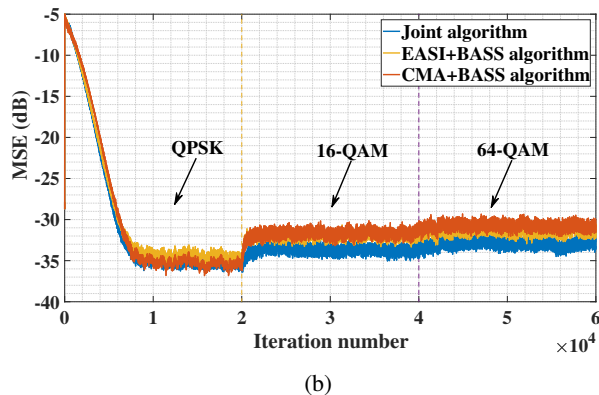 -5
Joint algorithm
EASI+BASS algorithm
CMA+BASS algorithm
-10
-15
-20
QPSK
16-QAM
64-QAM
-25
-30
-35
-40
MSE (dB)
0 1 2 3 4 5 6
Iteration number
×10⁴
(b)